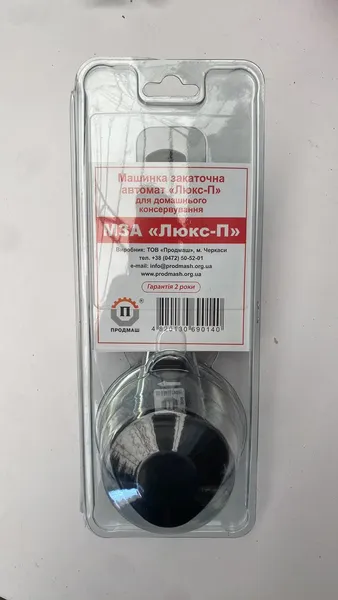 Машинка закаточна
автомат «Люкс-П»
для домашнього
консервування
МЗА «Люкс-П»
Виробник: ТОВ «Продмаш», м. Черкаси
тел. +38 (0472) 50-52-01
e-mail: info@prodmash.org.ua
www.prodmash.org.ua
Гарантія 2 роки
П
ПРОДМАШ
4 820130 690140